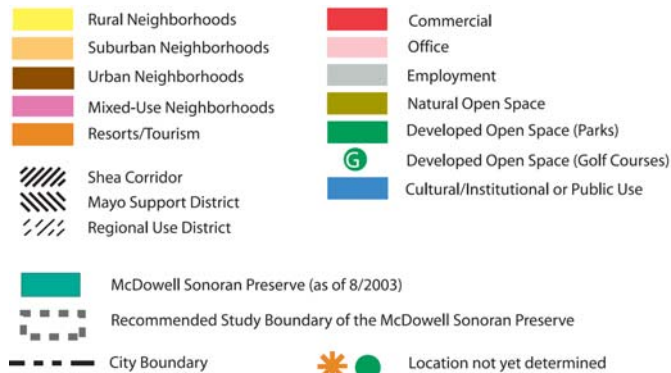 Rural Neighborhoods
Suburban Neighborhoods
Urban Neighborhoods
Mixed-Use Neighborhoods
Resorts/Tourism
Shea Corridor
Mayo Support District
Regional Use District
Commercial
Office
Employment
Natural Open Space
Developed Open Space (Parks)
G Developed Open Space (Golf Courses)
Cultural/Institutional or Public Use
McDowell Sonoran Preserve (as of 8/2003)
Recommended Study Boundary of the McDowell Sonoran Preserve
City Boundary
Location not yet determined